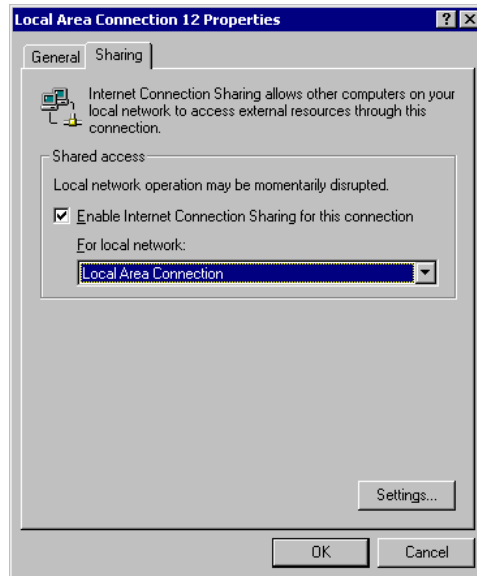 Local Area Connection 12 Properties
General
Sharing
Internet Connection Sharing allows other computers on your
local network to access external resources through this
connection.
Shared access
Local network operation may be momentarily disrupted.
Enable Internet Connection Sharing for this connection
For local network:
Local Area Connection
Settings...
OK
Cancel